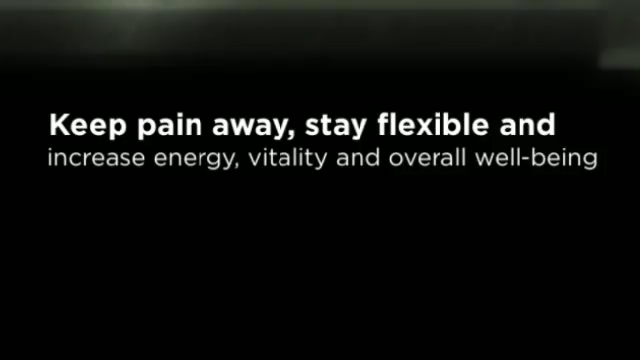 Keep pain away, stay flexible and
increase energy, vitality and overall well-being